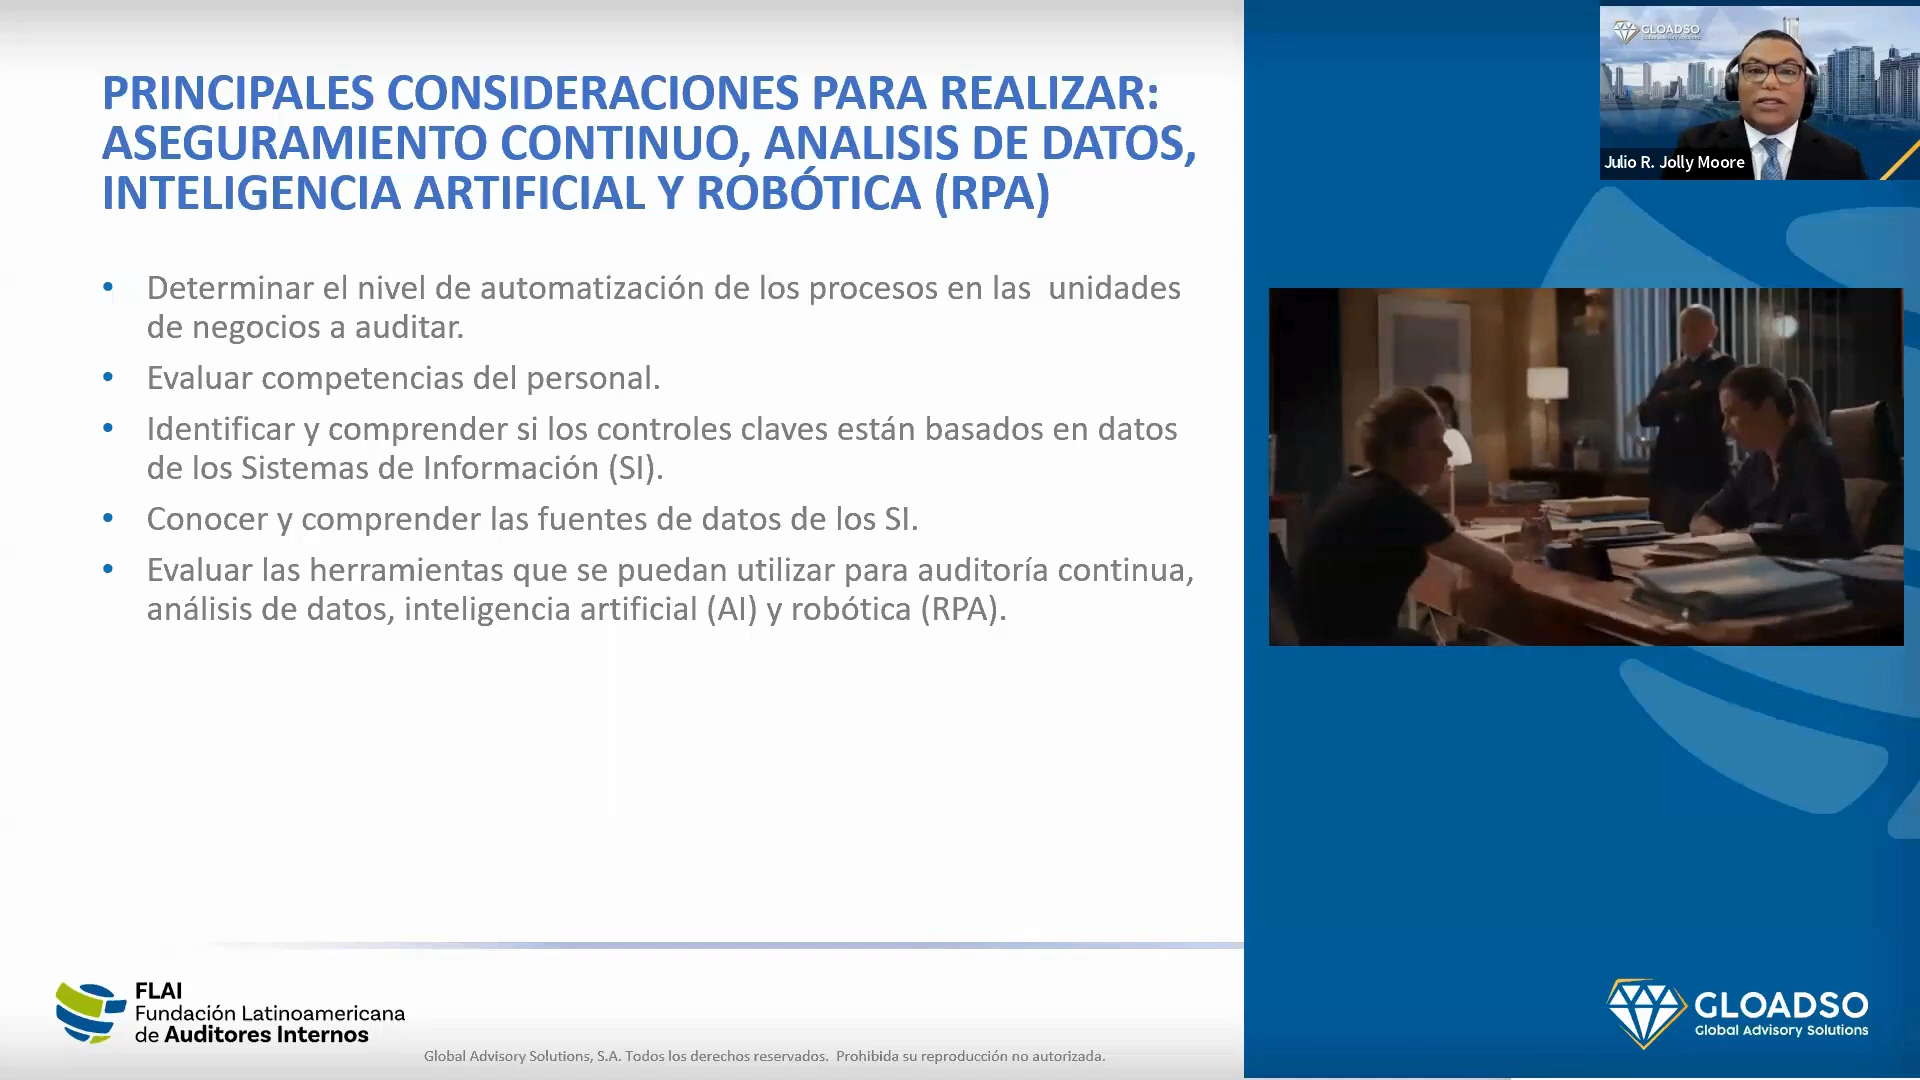 PRINCIPALES CONSIDERACIONES PARA REALIZAR:
ASEGURAMIENTO CONTINUO, ANALISIS DE DATOS,
INTELIGENCIA ARTIFICIAL Y ROBÓTICA (RPA)
• Determinar el nivel de automatización de los procesos en las  unidades
de negocios a auditar.
• Evaluar competencias del personal.
• Identificar y comprender si los controles claves están basados en datos
de los Sistemas de Información (SI).
• Conocer y comprender las fuentes de datos de los SI.
• Evaluar las herramientas que se puedan utilizar para auditoría continua,
análisis de datos, inteligencia artificial (AI) y robótica (RPA).
GLOADSO
Global Advisory Solutions
Julio R. Jolly Moore
FLAI
Fundación Latinoamericana
de Auditores Internos
Global Advisory Solutions, S.A. Todos los derechos reservados.  Prohibida su reproducción no autorizada.
GLOADSO
Global Advisory Solutions